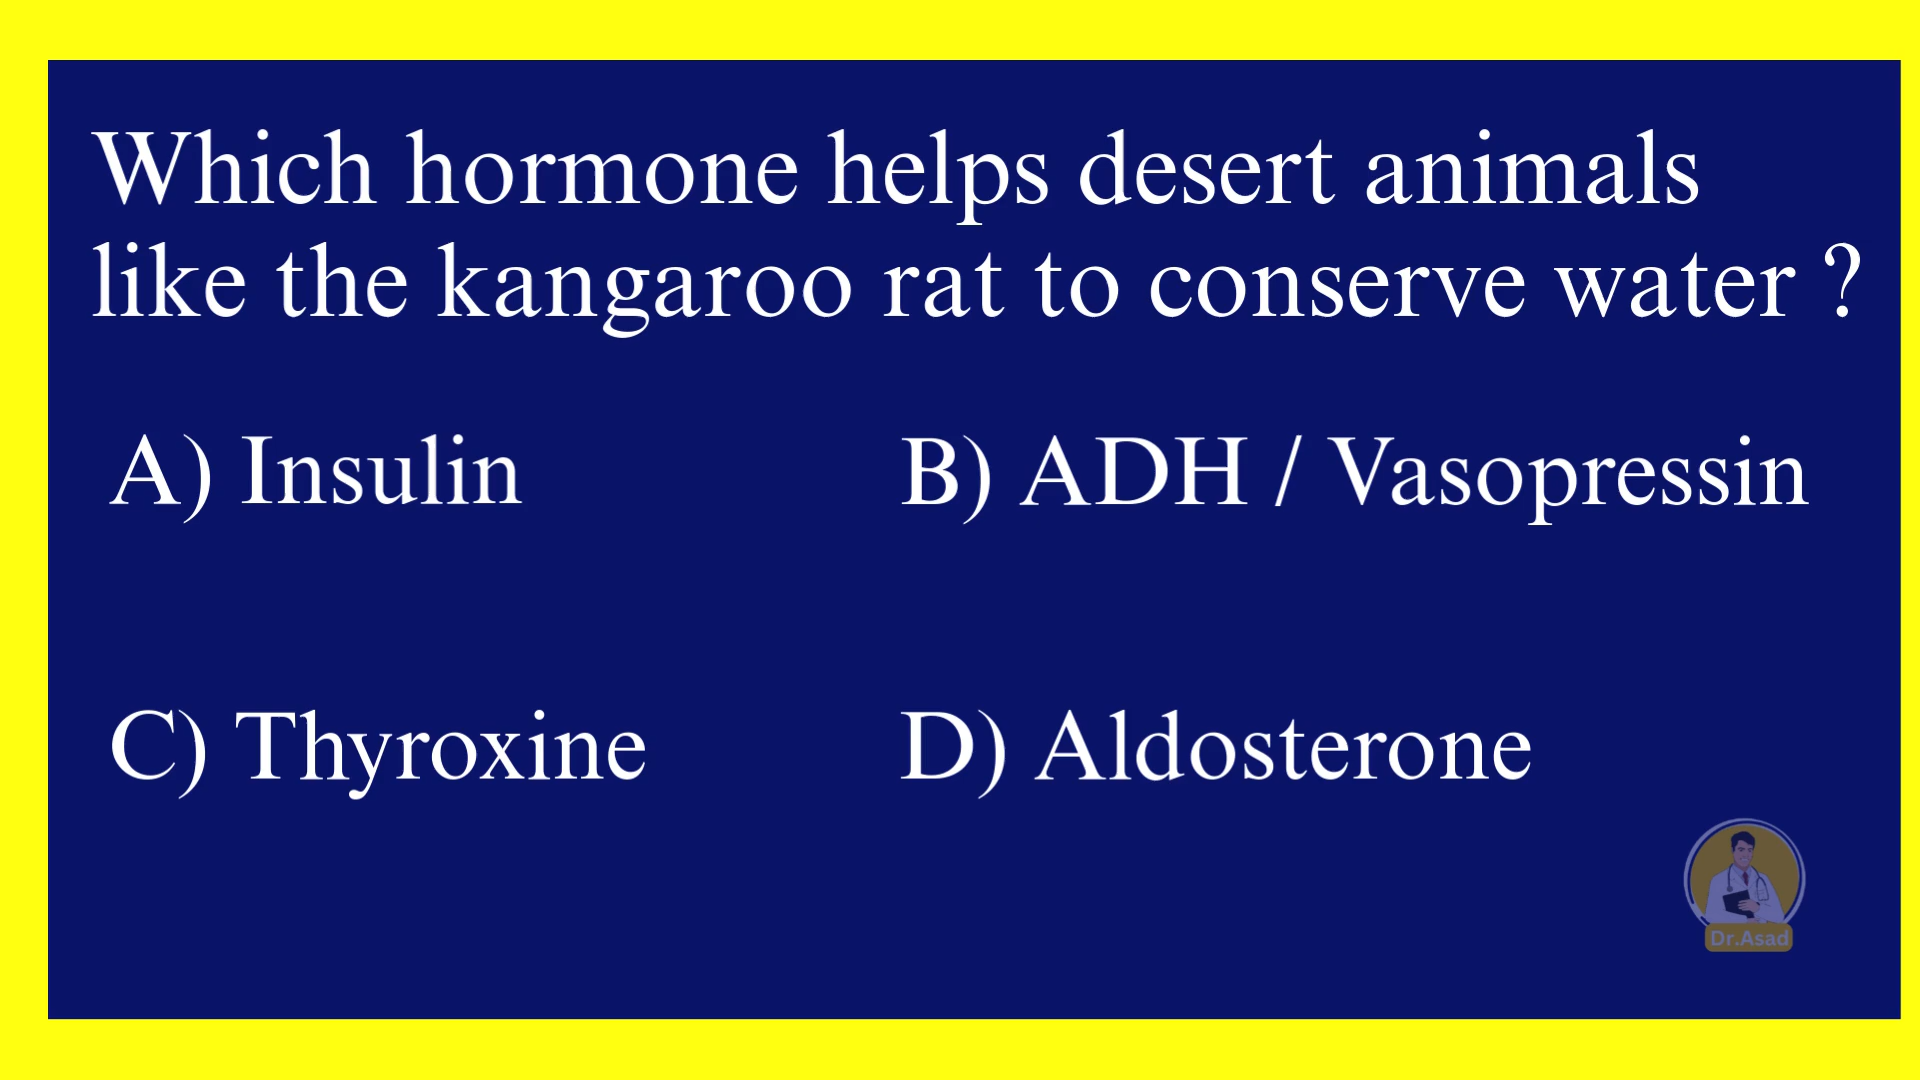 Which hormone helps desert animals
like the kangaroo rat to conserve water ?
A) Insulin
B) ADH / Vasopressin
C) Thyroxine
D) Aldosterone
Dr.Asad